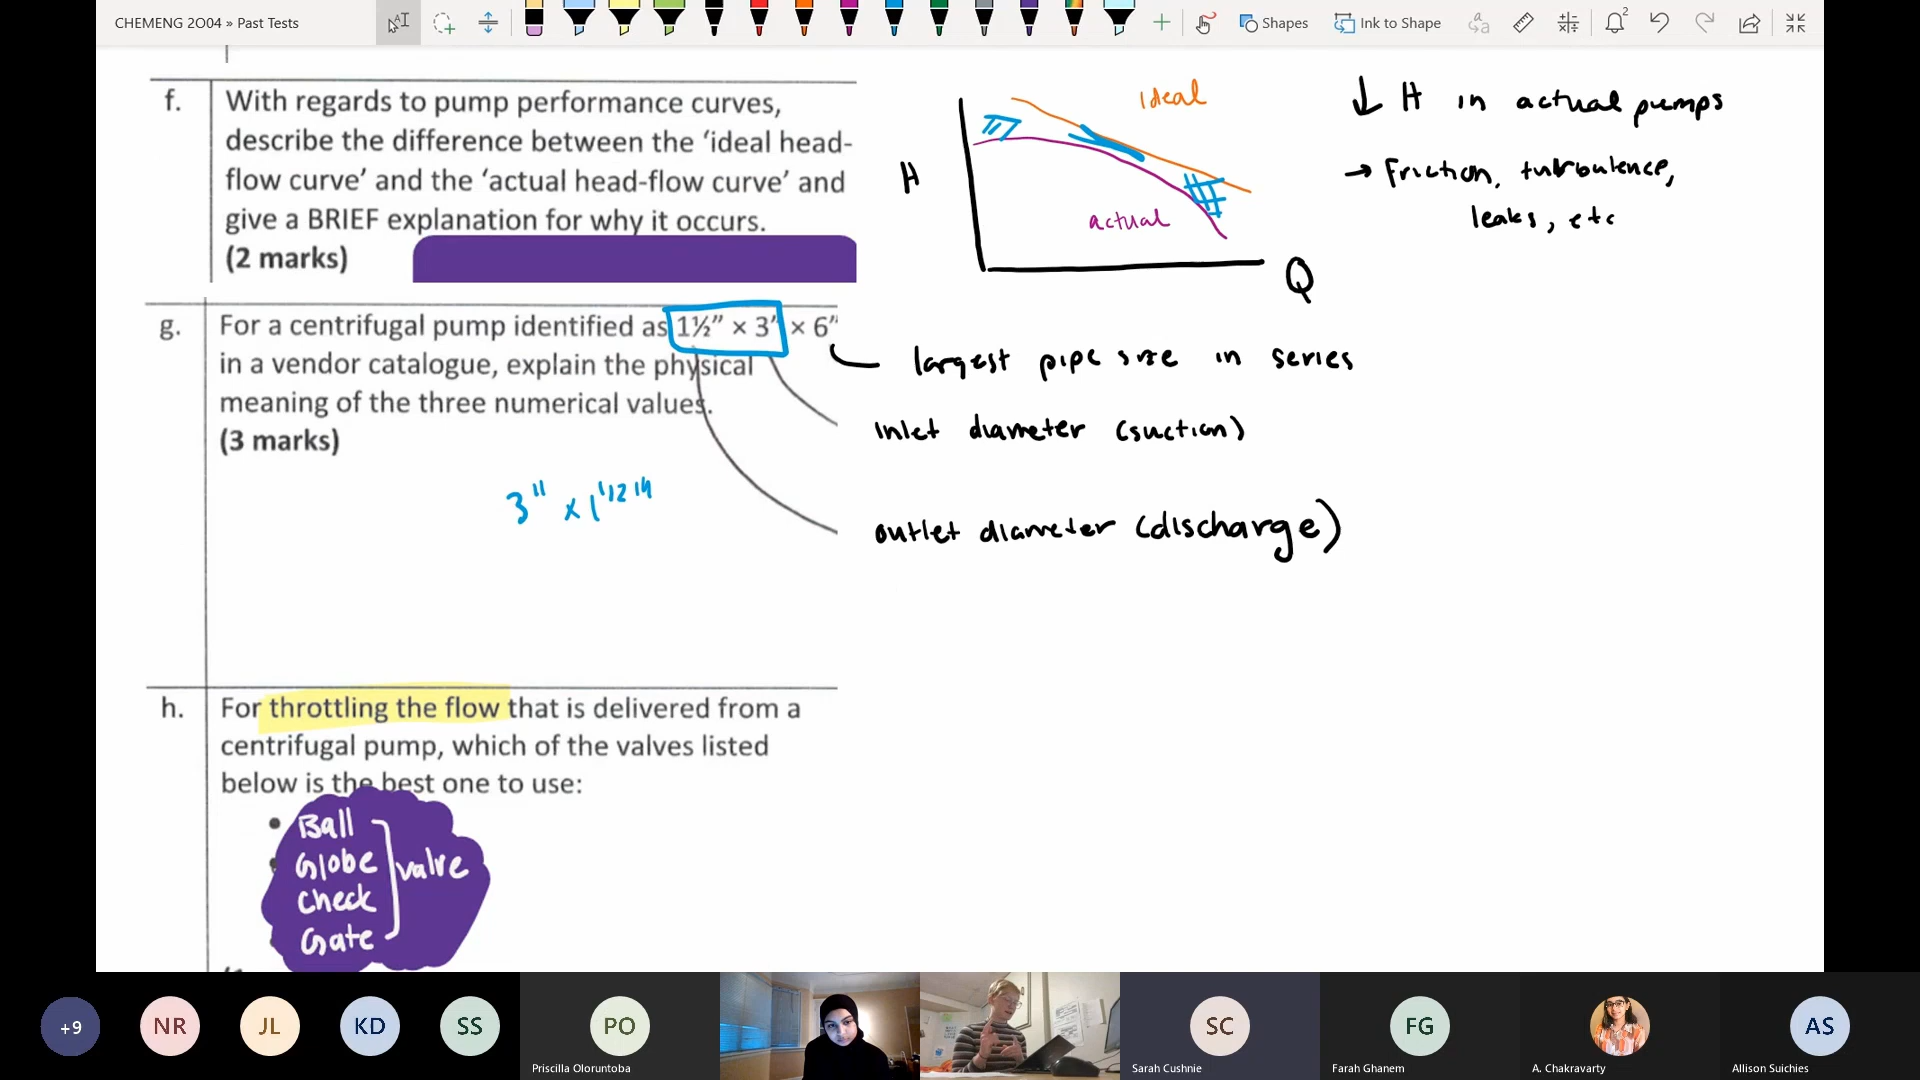 CHEMENG 2O04 » Past Tests
Shapes
Ink to Shape
2
f. With regards to pump performance curves,
describe the difference between the 'ideal head-
flow curve' and the 'actual head-flow curve' and
give a BRIEF explanation for why it occurs.
(2 marks)
H
ideal
actual
Q
↓ H in actual pumps
→ Friction, turbulence,
leaks, etc
g. For a centrifugal pump identified as 1½" × 3" × 6"
in a vendor catalogue, explain the physical
meaning of the three numerical values.
(3 marks)
largest pipe size in series
inlet diameter (suction)
outlet diameter (discharge)
3" x 1 1/2"
h. For throttling the flow that is delivered from a
centrifugal pump, which of the valves listed
below is the best one to use:
Ball
Globe
Check
Gate
valve
+9
NR
JL
KD
SS
PO
Priscilla Oloruntoba
SC
Sarah Cushnie
FG
Farah Ghanem
A. Chakravarty
AS
Allison Suichies